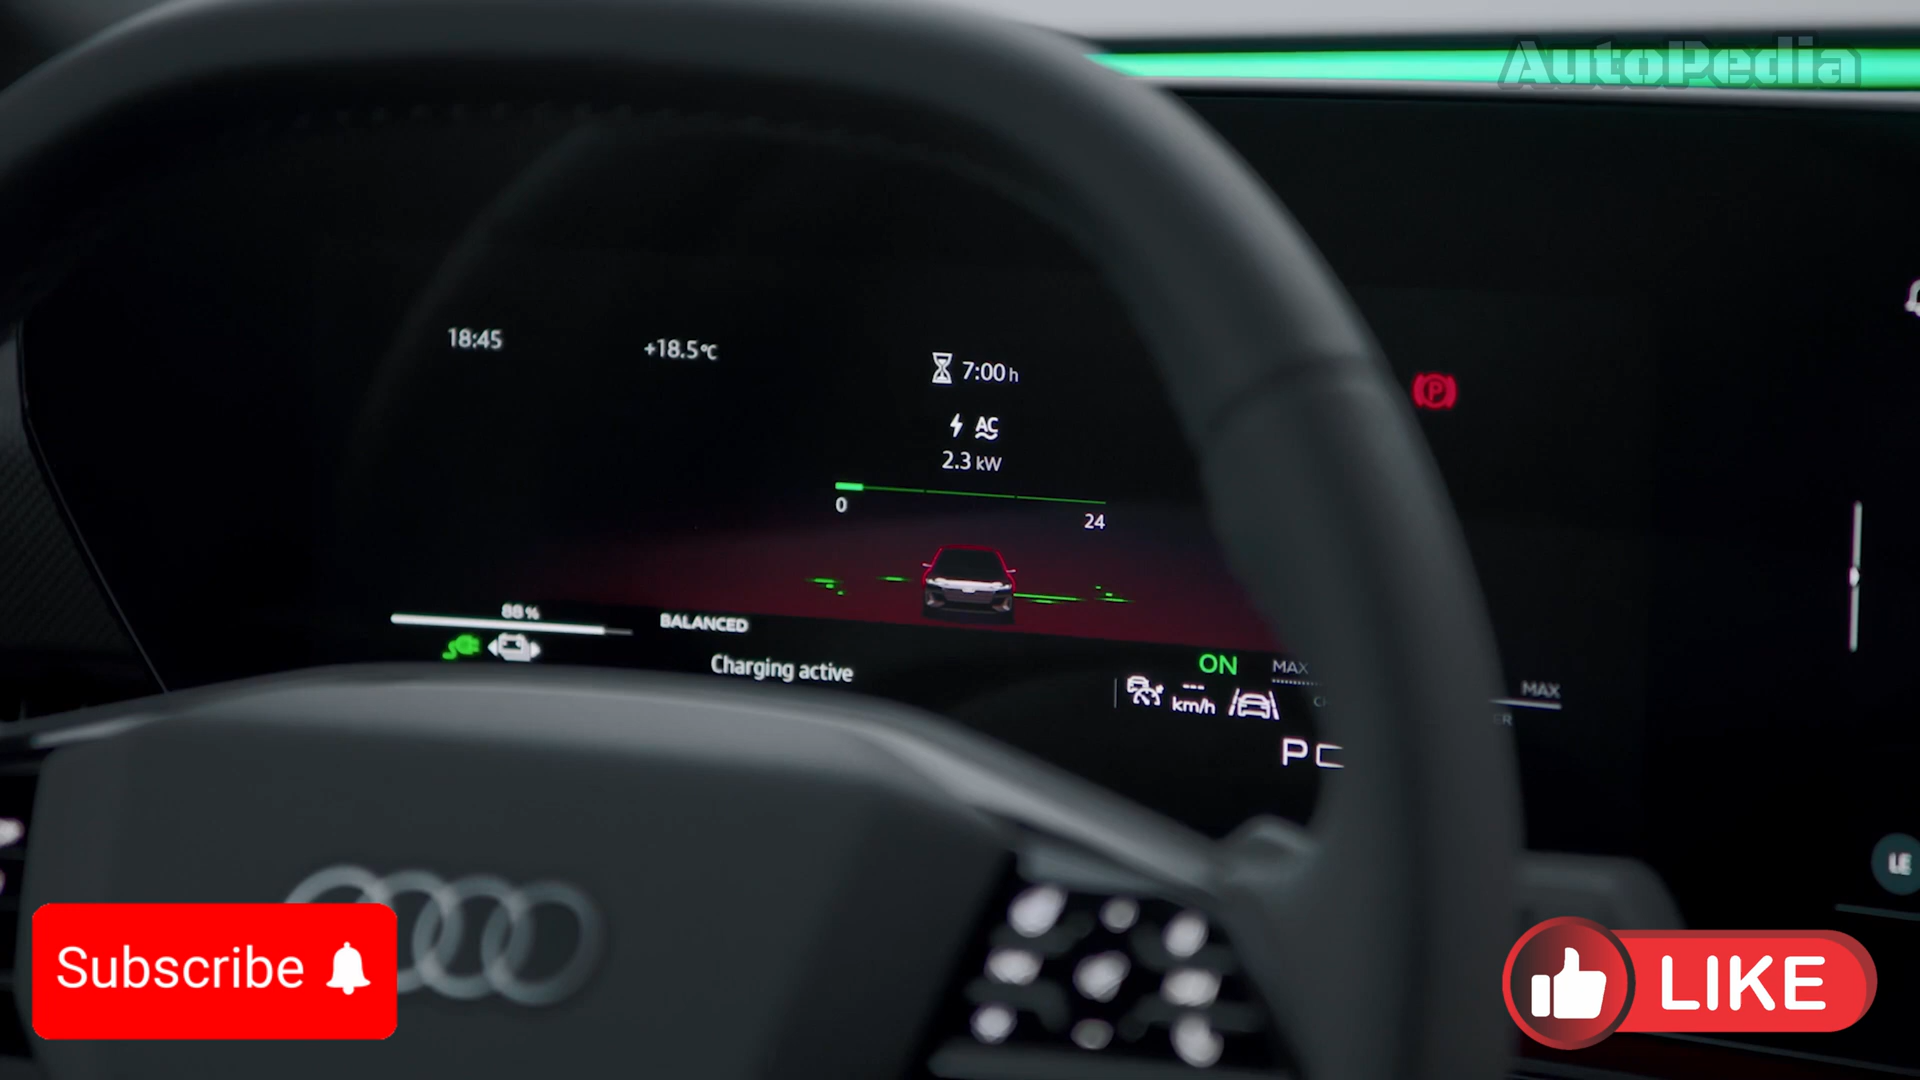 AutoPedia
18:45
+18.5°C
7:00 h
AC
2.3 kW
0
24
88 %
BALANCED
Charging active
ON
MAX
MAX
---
km/h
P
P
LE
Subscribe
LIKE